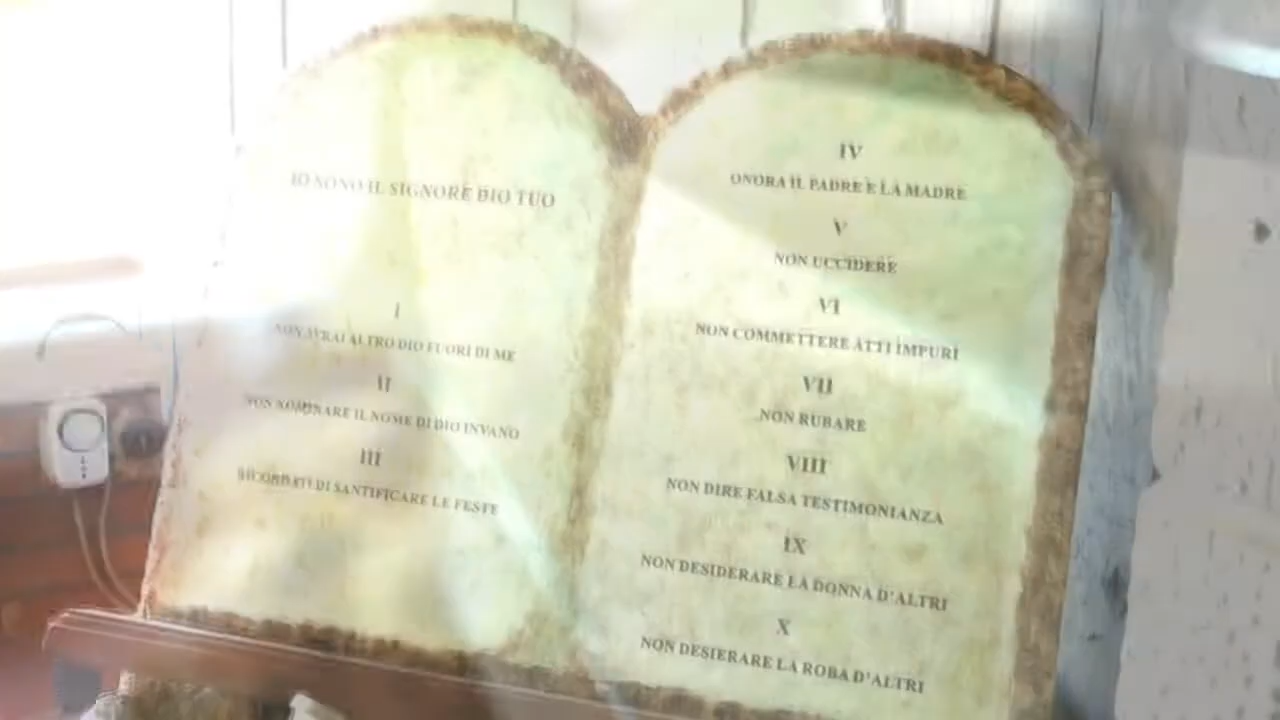 IO SONO IL SIGNORE DIO TUO
I
NON AVRAI ALTRO DIO FUORI DI ME
II
NON NOMINARE IL NOME DI DIO INVANO
III
RICORDATI DI SANTIFICARE LE FESTE
IV
ONORA IL PADRE E LA MADRE
V
NON UCCIDERE
VI
NON COMMETTERE ATTI IMPURI
VII
NON RUBARE
VIII
NON DIRE FALSA TESTIMONIANZA
IX
NON DESIDERARE LA DONNA D'ALTRI
X
NON DESIERARE LA ROBA D'ALTRI